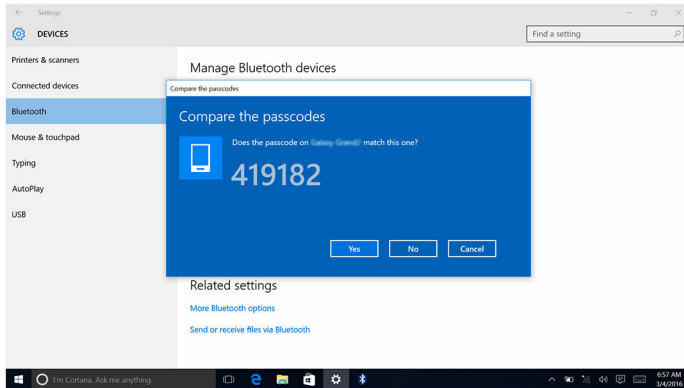 Settings
DEVICES
Find a setting
Printers & scanners
Connected devices
Bluetooth
Mouse & touchpad
Typing
AutoPlay
USB
Manage Bluetooth devices
Compare the passcodes
Compare the passcodes
Does the passcode on Galaxy Grand2 match this one?
419182
Yes
No
Cancel
Related settings
More Bluetooth options
Send or receive files via Bluetooth
I'm Cortana. Ask me anything.
6:57 AM
3/4/2016